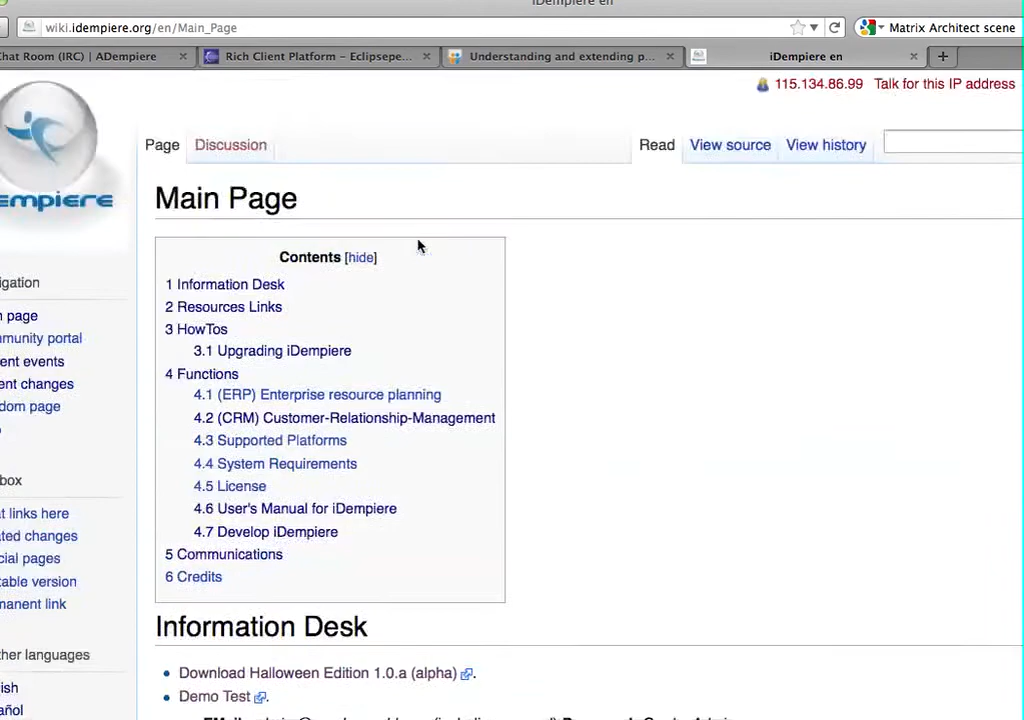 iDempiere en
wiki.idempiere.org/en/Main_Page
Matrix Architect scene
Chat Room (IRC) | ADempiere
Rich Client Platform – Eclipsepe...
Understanding and extending p...
iDempiere en
115.134.86.99 Talk for this IP address
Page Discussion Read View source View history
empiere
Main Page
Contents [hide]
1 Information Desk
2 Resources Links
3 HowTos
3.1 Upgrading iDempiere
4 Functions
4.1 (ERP) Enterprise resource planning
4.2 (CRM) Customer-Relationship-Management
4.3 Supported Platforms
4.4 System Requirements
4.5 License
4.6 User's Manual for iDempiere
4.7 Develop iDempiere
5 Communications
6 Credits
igation
n page
mmunity portal
ent events
ent changes
dom page
box
at links here
ated changes
cial pages
table version
manent link
ther languages
ish
añol
Information Desk
Download Halloween Edition 1.0.a (alpha).
Demo Test.